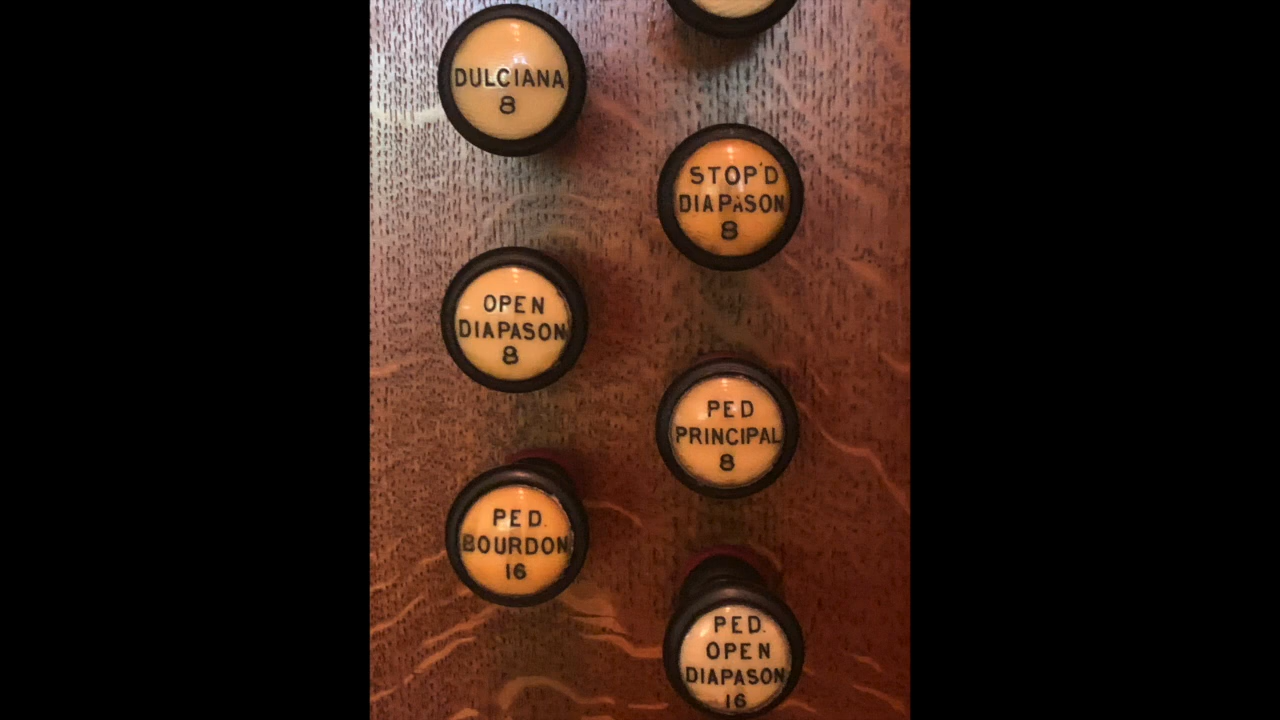 DULCIANA
8
STOP'D
DIAPASON
8
OPEN
DIAPASON
8
PED
PRINCIPAL
8
PED.
BOURDON
16
PED.
OPEN
DIAPASON
16